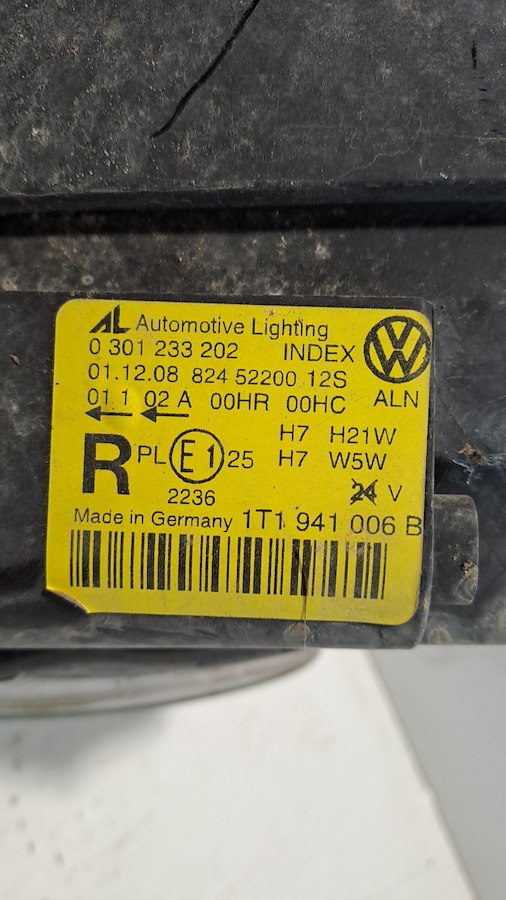 AL Automotive Lighting
0 301 233 202 INDEX
01.12.08 824 52200 12S
01.1 02 A 00HR 00HC ALN
H7 H21W
R PL E1 25 H7 W5W
2236 24 V
Made in Germany 1T1 941 006 B